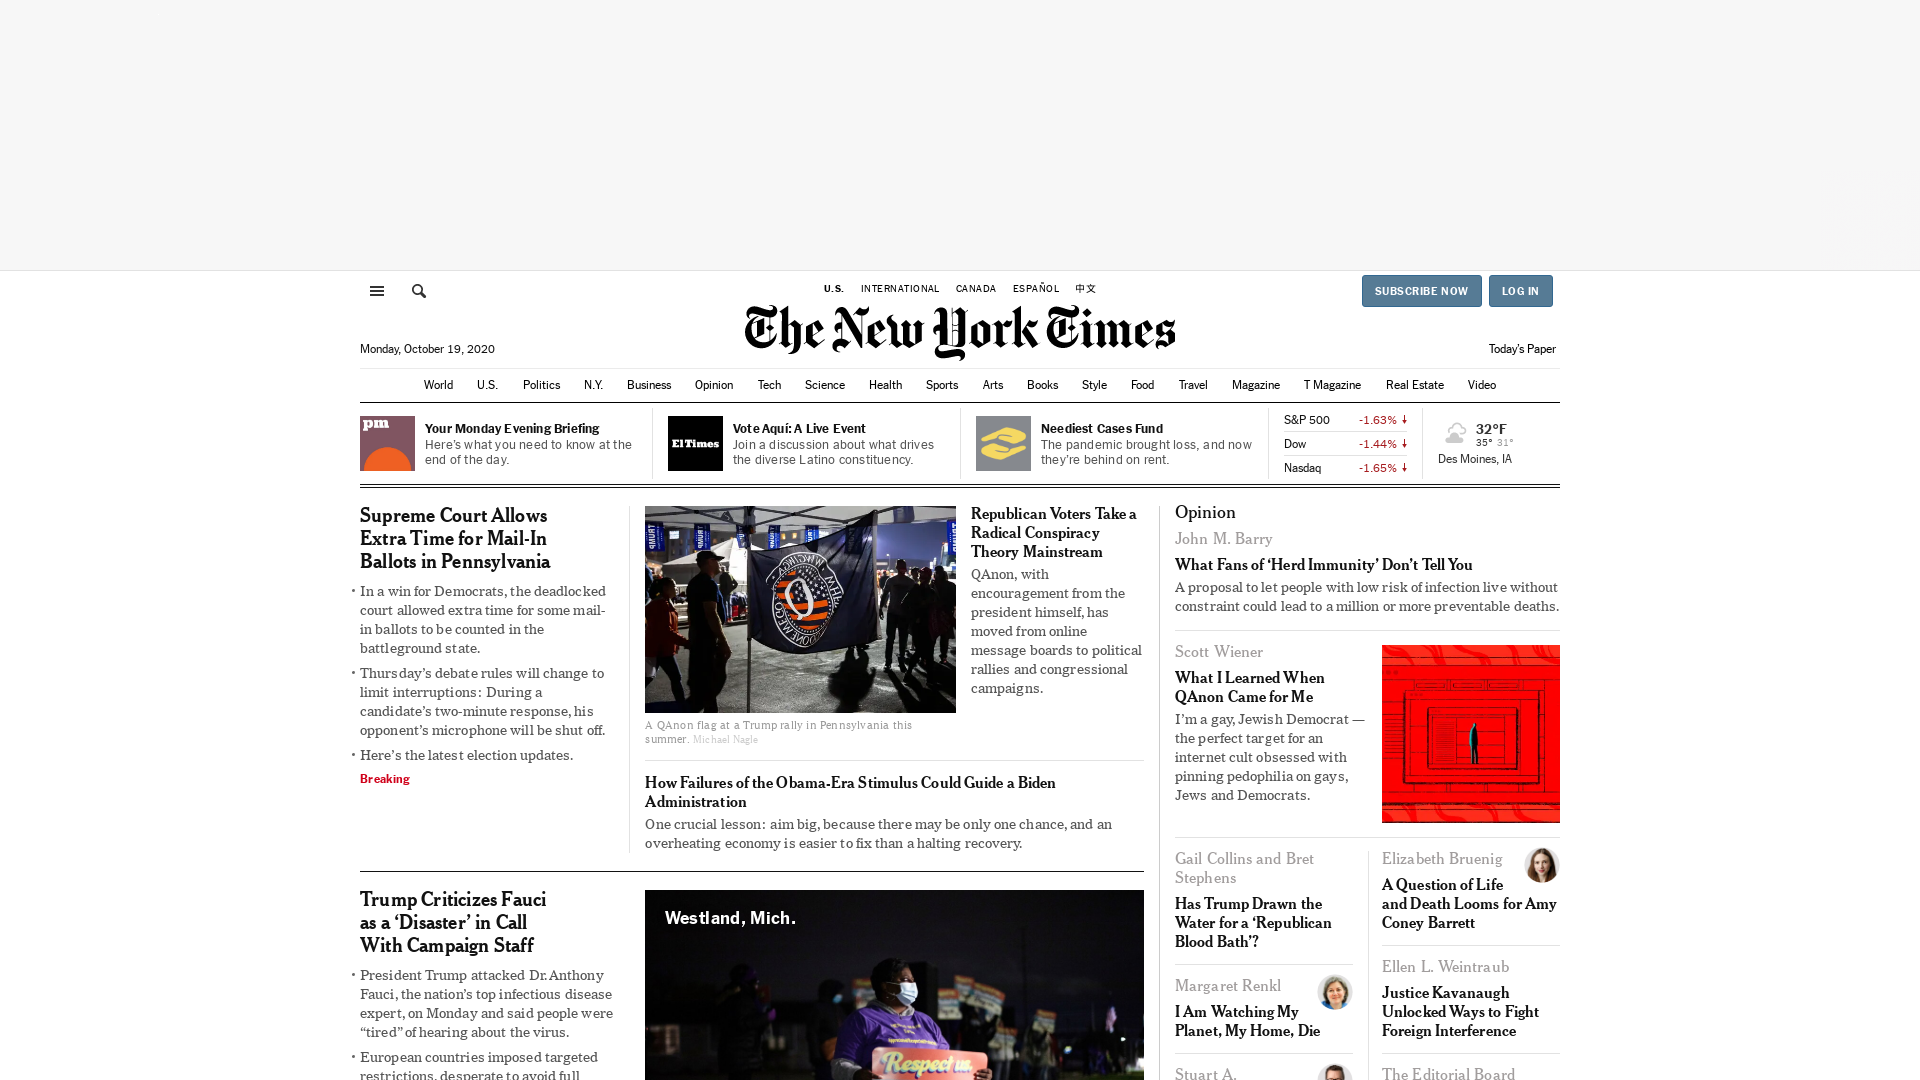 U.S. INTERNATIONAL CANADA ESPAÑOL 中文
SUBSCRIBE NOW LOG IN
The New York Times
Monday, October 19, 2020
Today's Paper
World U.S. Politics N.Y. Business Opinion Tech Science Health Sports Arts Books Style Food Travel Magazine T Magazine Real Estate Video
pm
Your Monday Evening Briefing
Here's what you need to know at the
end of the day.
El Times
Vote Aquí: A Live Event
Join a discussion about what drives
the diverse Latino constituency.
Neediest Cases Fund
The pandemic brought loss, and now
they're behind on rent.
S&P 500 -1.63%
Dow -1.44%
Nasdaq -1.65%
32°F
35° 31°
Des Moines, IA
Supreme Court Allows
Extra Time for Mail-In
Ballots in Pennsylvania
• In a win for Democrats, the deadlocked
court allowed extra time for some mail-
in ballots to be counted in the
battleground state.
• Thursday's debate rules will change to
limit interruptions: During a
candidate's two-minute response, his
opponent's microphone will be shut off.
• Here's the latest election updates.
Breaking
A QAnon flag at a Trump rally in Pennsylvania this
summer. Michael Nagle
Republican Voters Take a
Radical Conspiracy
Theory Mainstream
QAnon, with
encouragement from the
president himself, has
moved from online
message boards to political
rallies and congressional
campaigns.
How Failures of the Obama-Era Stimulus Could Guide a Biden
Administration
One crucial lesson: aim big, because there may be only one chance, and an
overheating economy is easier to fix than a halting recovery.
Trump Criticizes Fauci
as a ‘Disaster’ in Call
With Campaign Staff
• President Trump attacked Dr. Anthony
Fauci, the nation's top infectious disease
expert, on Monday and said people were
“tired” of hearing about the virus.
• European countries imposed targeted
restrictions, desperate to avoid full
Westland, Mich.
Respect us.
Opinion
John M. Barry
What Fans of ‘Herd Immunity’ Don't Tell You
A proposal to let people with low risk of infection live without
constraint could lead to a million or more preventable deaths.
Scott Wiener
What I Learned When
QAnon Came for Me
I'm a gay, Jewish Democrat —
the perfect target for an
internet cult obsessed with
pinning pedophilia on gays,
Jews and Democrats.
Gail Collins and Bret
Stephens
Has Trump Drawn the
Water for a ‘Republican
Blood Bath’?
Margaret Renkl
I Am Watching My
Planet, My Home, Die
Stuart A.
Elizabeth Bruenig
A Question of Life
and Death Looms for Amy
Coney Barrett
Ellen L. Weintraub
Justice Kavanaugh
Unlocked Ways to Fight
Foreign Interference
The Editorial Board